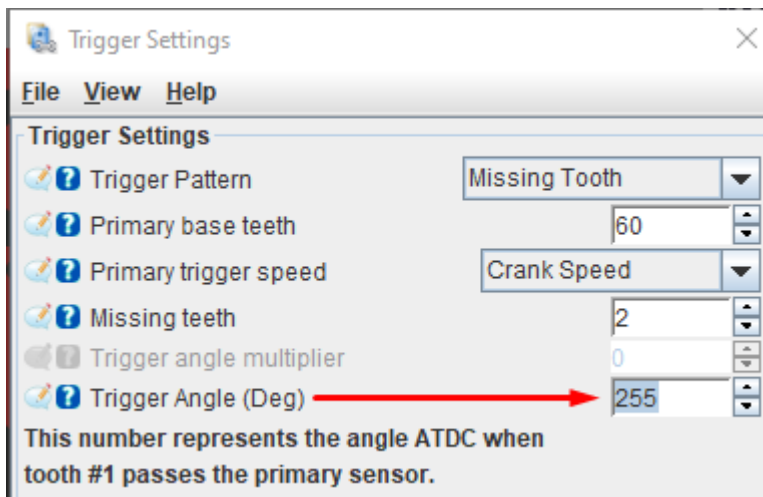 Trigger Settings
File View Help
Trigger Settings
Trigger Pattern Missing Tooth
Primary base teeth 60
Primary trigger speed Crank Speed
Missing teeth 2
Trigger angle multiplier 0
Trigger Angle (Deg) 255
This number represents the angle ATDC when
tooth #1 passes the primary sensor.